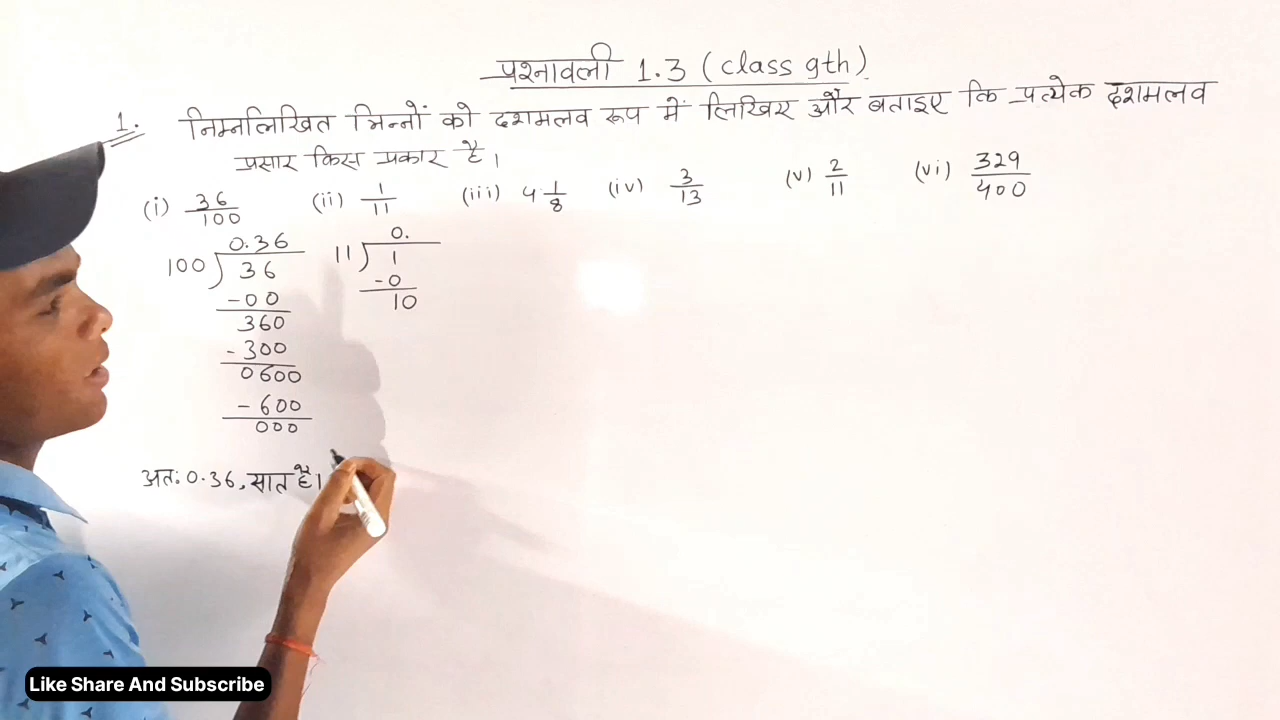 प्रश्नावली 1.3 (class 9th)
1. निम्नलिखित भिन्नों को दशमलव रूप में लिखिए और बताइए कि प्रत्येक दशमलव
प्रसार किस प्रकार है।
(i) 36/100 (ii) 1/11 (iii) 4 1/8 (iv) 3/13 (v) 2/11 (vi) 329/400
0.36
100 ) 36
-00
360
-300
0600
-600
000
अतः 0.36, सात है।
0.
11 ) 1
-0
10
Like Share And Subscribe